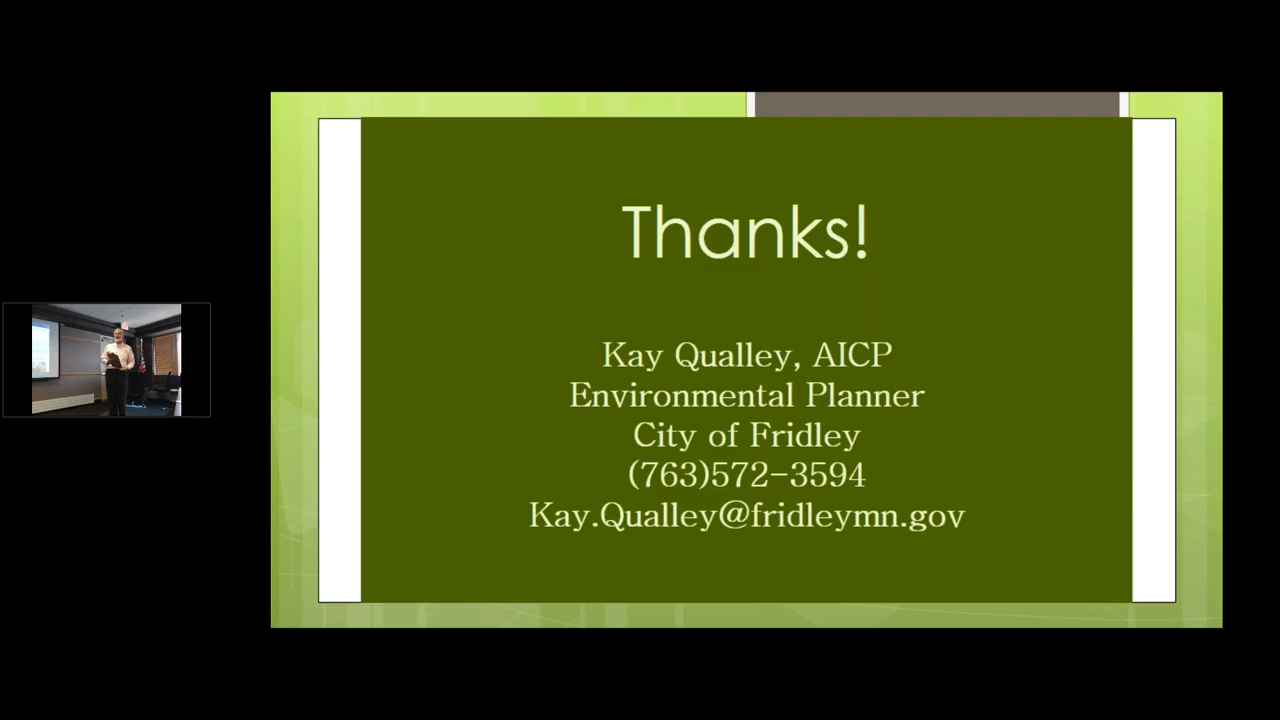 Thanks!
Kay Qualley, AICP
Environmental Planner
City of Fridley
(763)572-3594
Kay.Qualley@fridleymn.gov